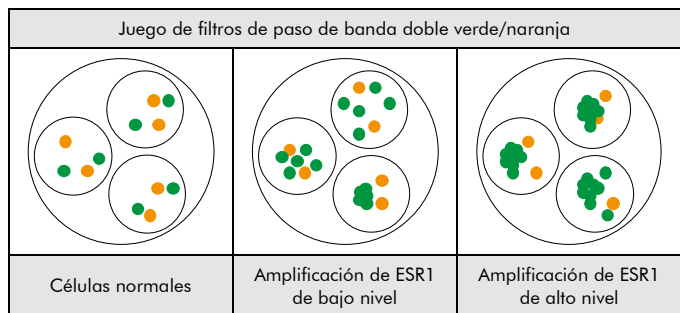 Juego de filtros de paso de banda doble verde/naranja
Células normales
Amplificación de ESR1
de bajo nivel
Amplificación de ESR1
de alto nivel